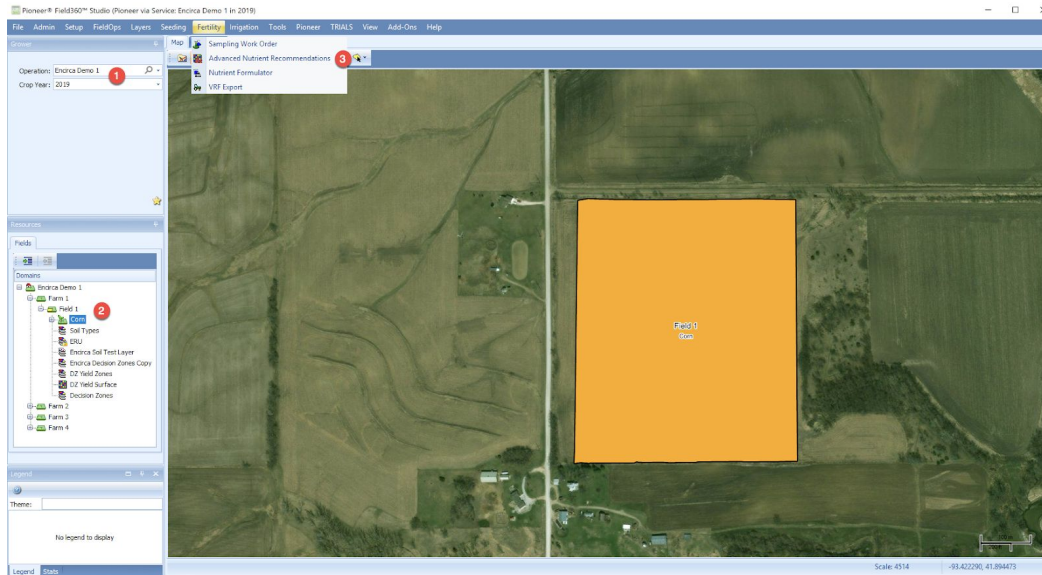 Pioneer® Field360™ Studio (Pioneer via Service: Encirca Demo 1 in 2019)
File Admin Setup FieldOps Layers Seeding Fertility Irrigation Tools Pioneer TRIALS View Add-Ons Help
Grower
Map
Sampling Work Order
Operation: Encirca Demo 1
1
Advanced Nutrient Recommendations
3
Crop Year: 2019
Nutrient Formulator
VRF Export
Resources
Fields
Domains
Encirca Demo 1
Farm 1
Field 1
2
Corn
Soil Types
ERU
Encirca Soil Test Layer
Encirca Decision Zones Copy
DZ Yield Zones
DZ Yield Surface
Decision Zones
Farm 2
Farm 3
Farm 4
Field 1
Corn
Legend
Theme:
No legend to display
Legend Stats
Scale: 4514 -93.422290, 41.894473